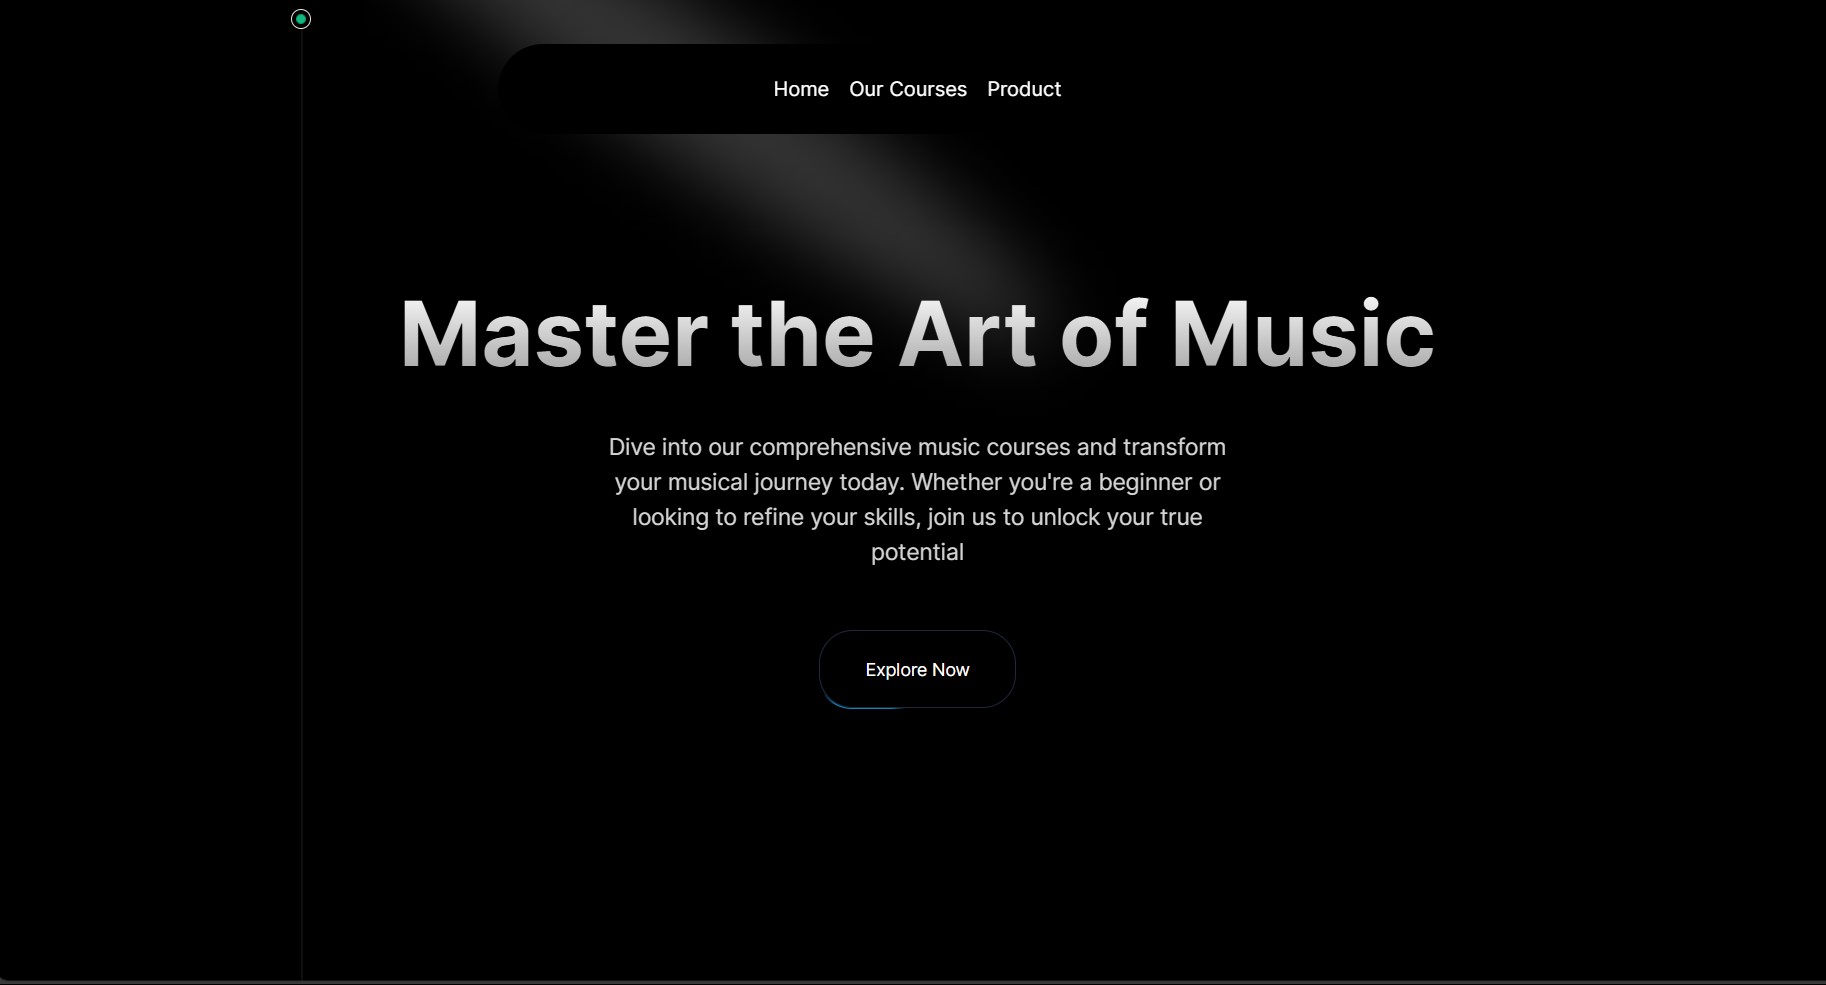 Home Our Courses Product
Master the Art of Music
Dive into our comprehensive music courses and transform
your musical journey today. Whether you're a beginner or
looking to refine your skills, join us to unlock your true
potential
Explore Now